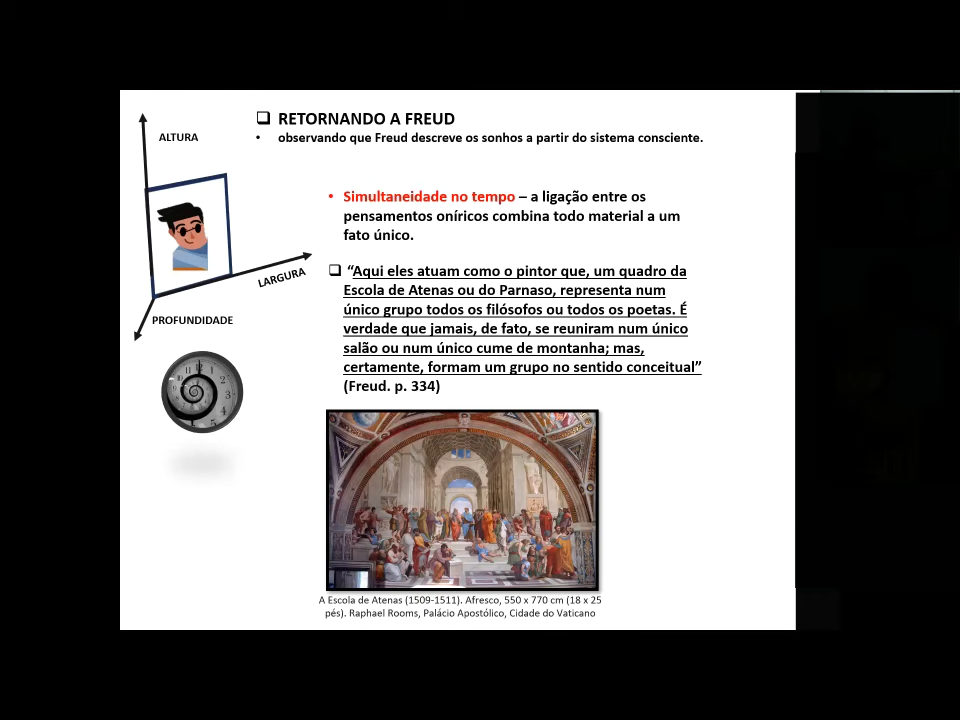 ❑ RETORNANDO A FREUD
• observando que Freud descreve os sonhos a partir do sistema consciente.
ALTURA
LARGURA
PROFUNDIDADE
• Simultaneidade no tempo – a ligação entre os
pensamentos oníricos combina todo material a um
fato único.
❑ “Aqui eles atuam como o pintor que, um quadro da
Escola de Atenas ou do Parnaso, representa num
único grupo todos os filósofos ou todos os poetas. É
verdade que jamais, de fato, se reuniram num único
salão ou num único cume de montanha; mas,
certamente, formam um grupo no sentido conceitual”
(Freud. p. 334)
A Escola de Atenas (1509-1511). Afresco, 550 x 770 cm (18 x 25
pés). Raphael Rooms, Palácio Apostólico, Cidade do Vaticano